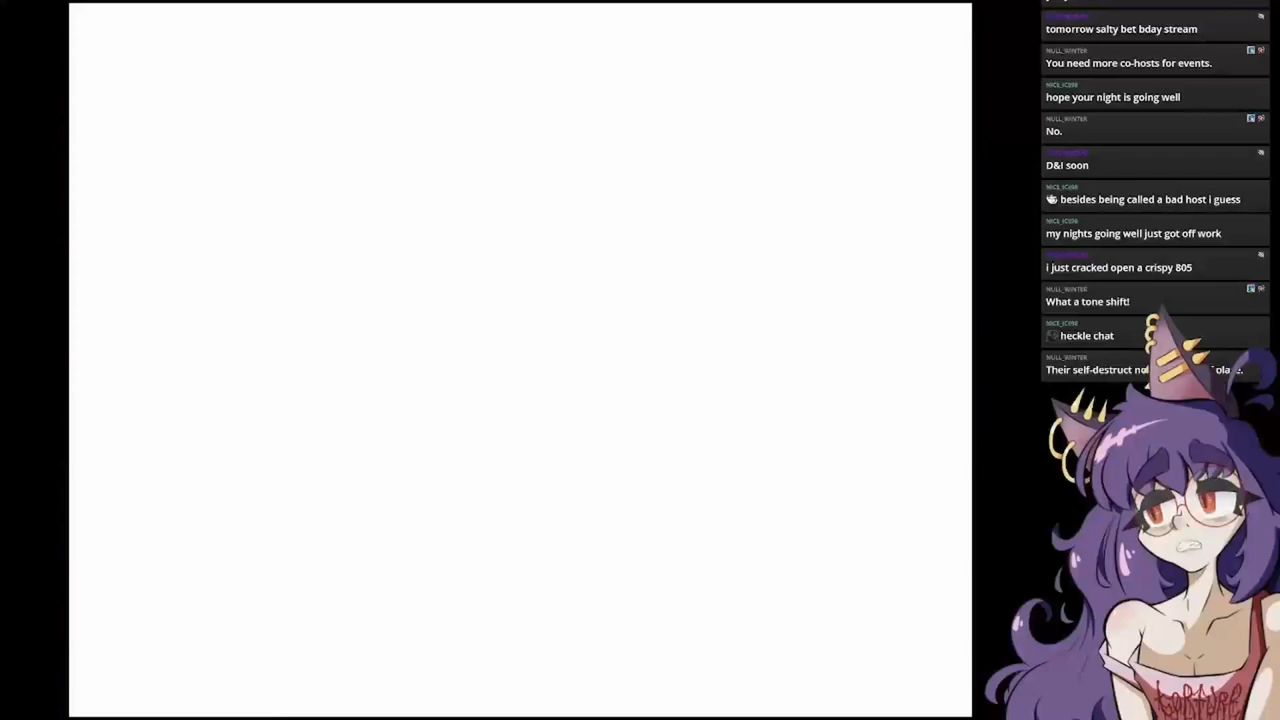 tomorrow salty bet bday stream
NULL_WINTER
You need more co-hosts for events.
hope your night is going well
NULL_WINTER
No.
D&I soon
besides being called a bad host i guess
my nights going well just got off work
i just cracked open a crispy 805
NULL_WINTER
What a tone shift!
heckle chat
NULL_WINTER
Their self-destruct
TORTURE